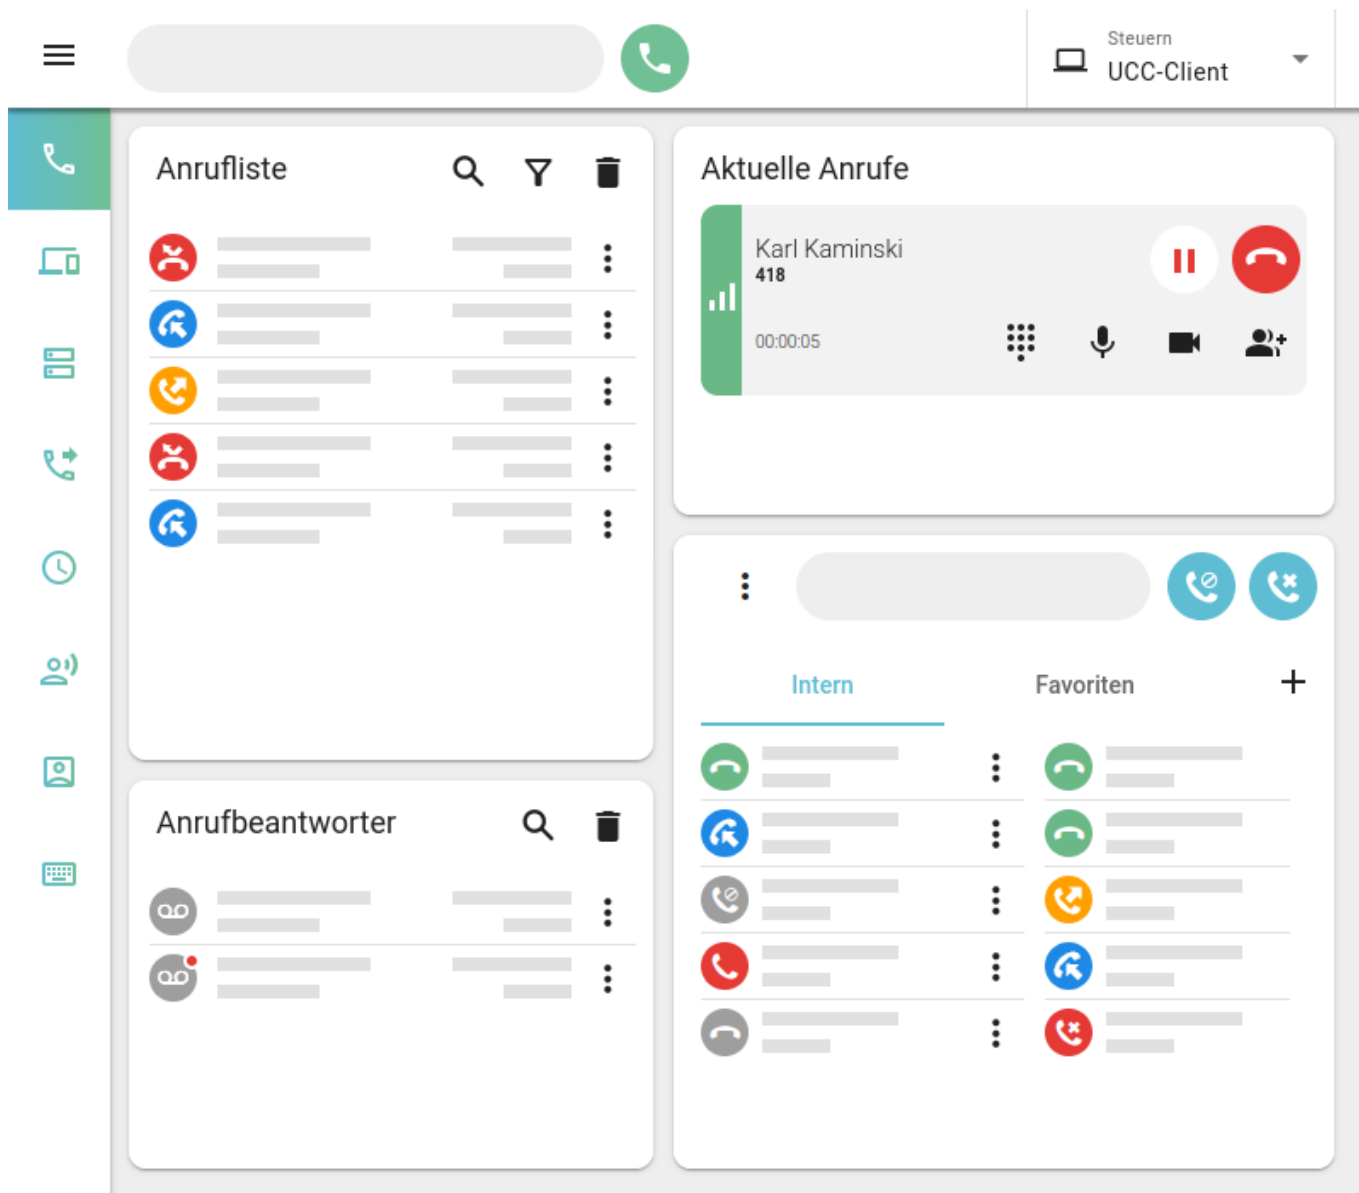 Steuern
UCC-Client
Anrufliste
Aktuelle Anrufe
Karl Kaminski
418
00:00:05
Intern
Favoriten
Anrufbeantworter